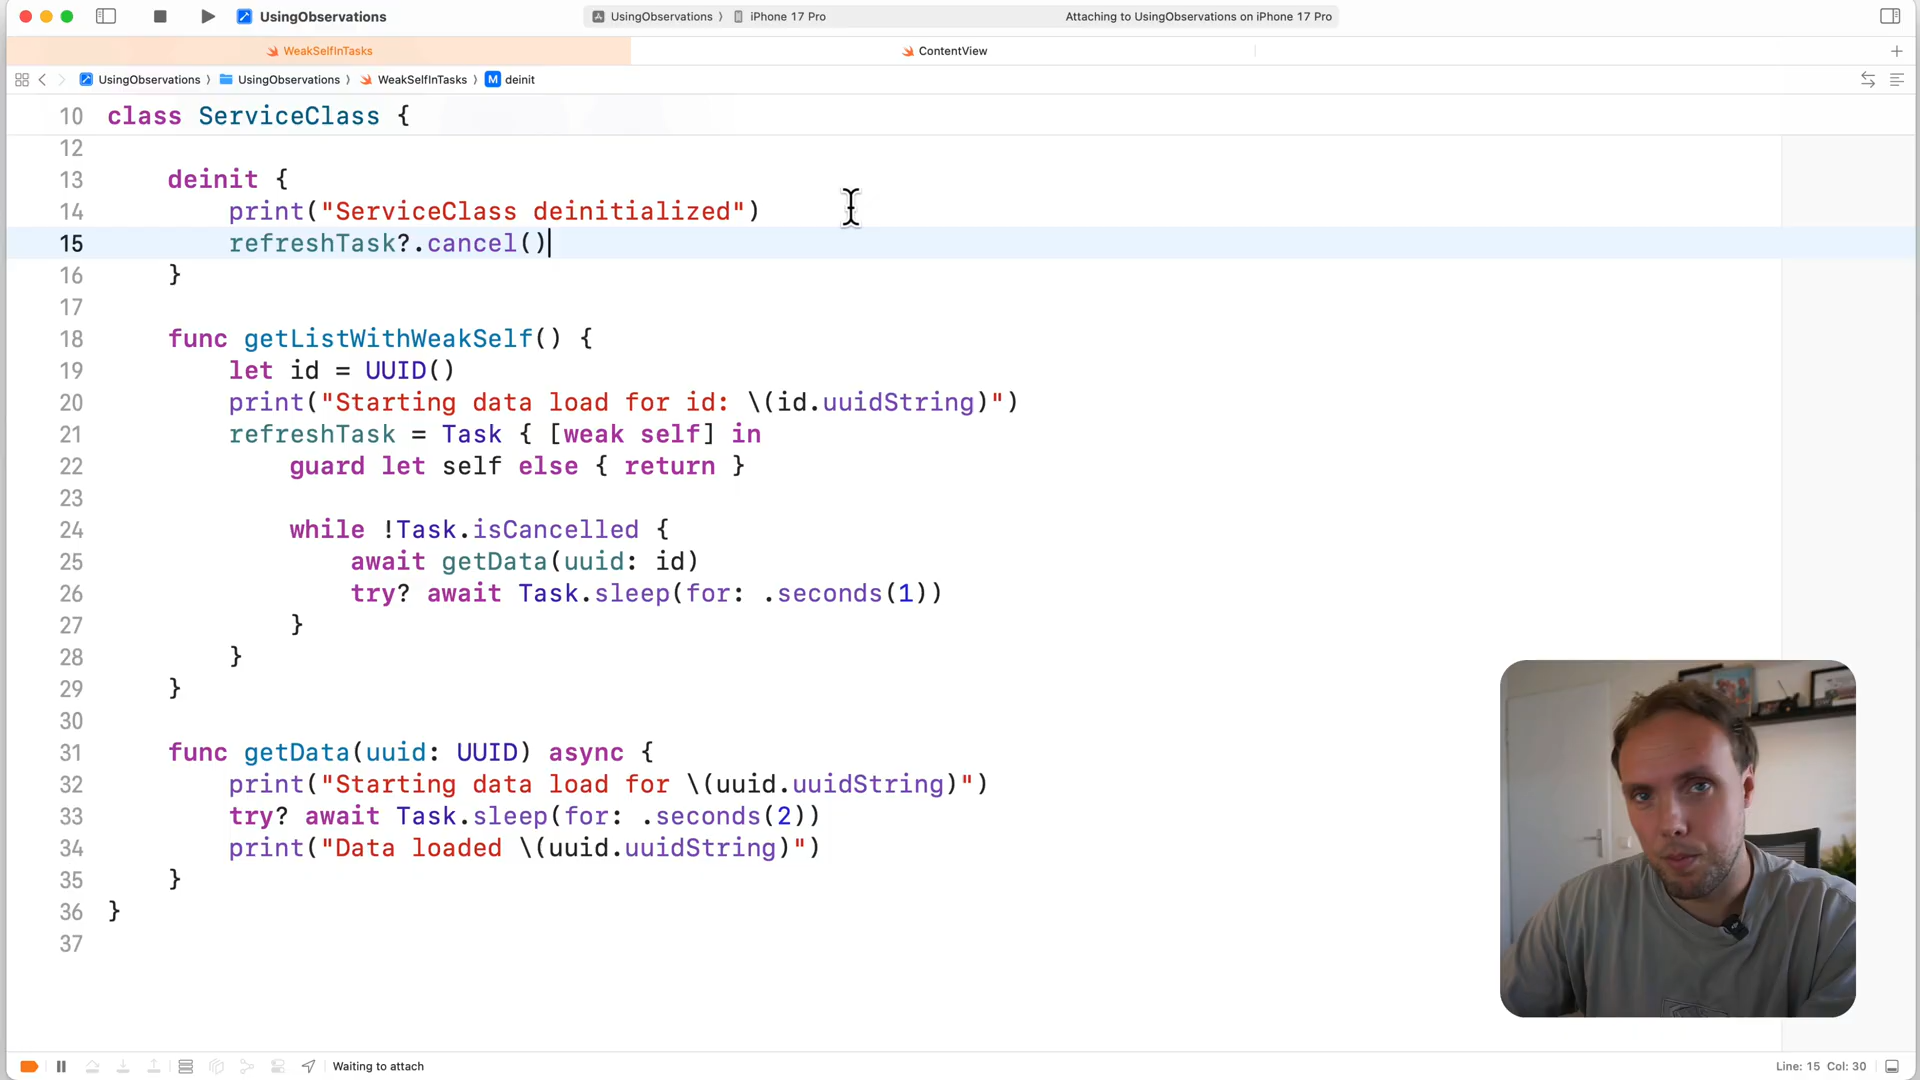 UsingObservations
UsingObservations 〉 iPhone 17 Pro
Attaching to UsingObservations on iPhone 17 Pro
WeakSelfInTasks
ContentView
UsingObservations 〉 UsingObservations 〉 WeakSelfInTasks 〉 M deinit
10 class ServiceClass {
12
13 deinit {
14 print("ServiceClass deinitialized")
15 refreshTask?.cancel()
16 }
17
18 func getListWithWeakSelf() {
19 let id = UUID()
20 print("Starting data load for id: \(id.uuidString)")
21 refreshTask = Task { [weak self] in
22 guard let self else { return }
23
24 while !Task.isCancelled {
25 await getData(uuid: id)
26 try? await Task.sleep(for: .seconds(1))
27 }
28 }
29 }
30
31 func getData(uuid: UUID) async {
32 print("Starting data load for \(uuid.uuidString)")
33 try? await Task.sleep(for: .seconds(2))
34 print("Data loaded \(uuid.uuidString)")
35 }
36 }
37
Waiting to attach
Line: 15 Col: 30